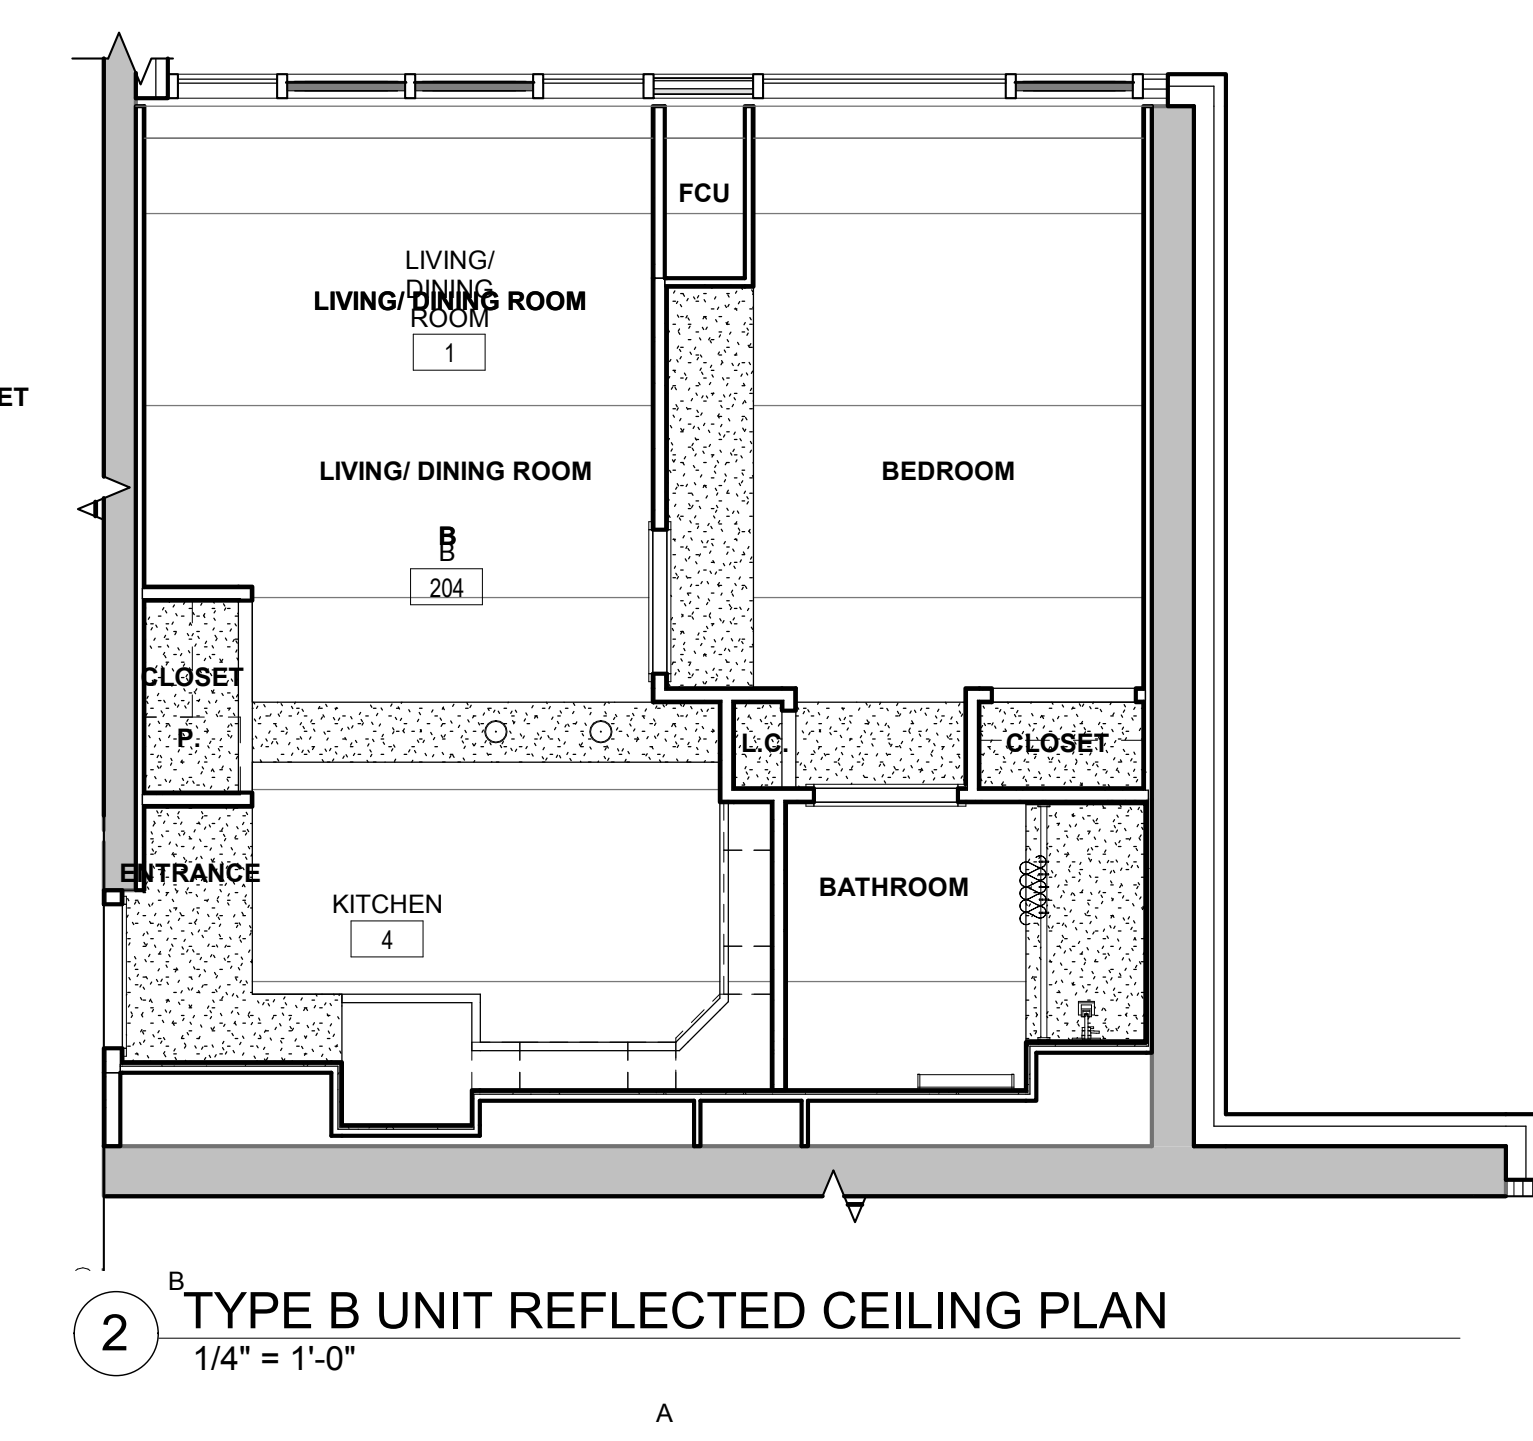 FCU
LIVING/
DINING
ROOM
LIVING/ DINING ROOM
1
ET
LIVING/ DINING ROOM
BEDROOM
B
B
204
CLOSET
P.
L.C.
CLOSET
ENTRANCE
BATHROOM
KITCHEN
4
B
2
TYPE B UNIT REFLECTED CEILING PLAN
1/4" = 1'-0"
A